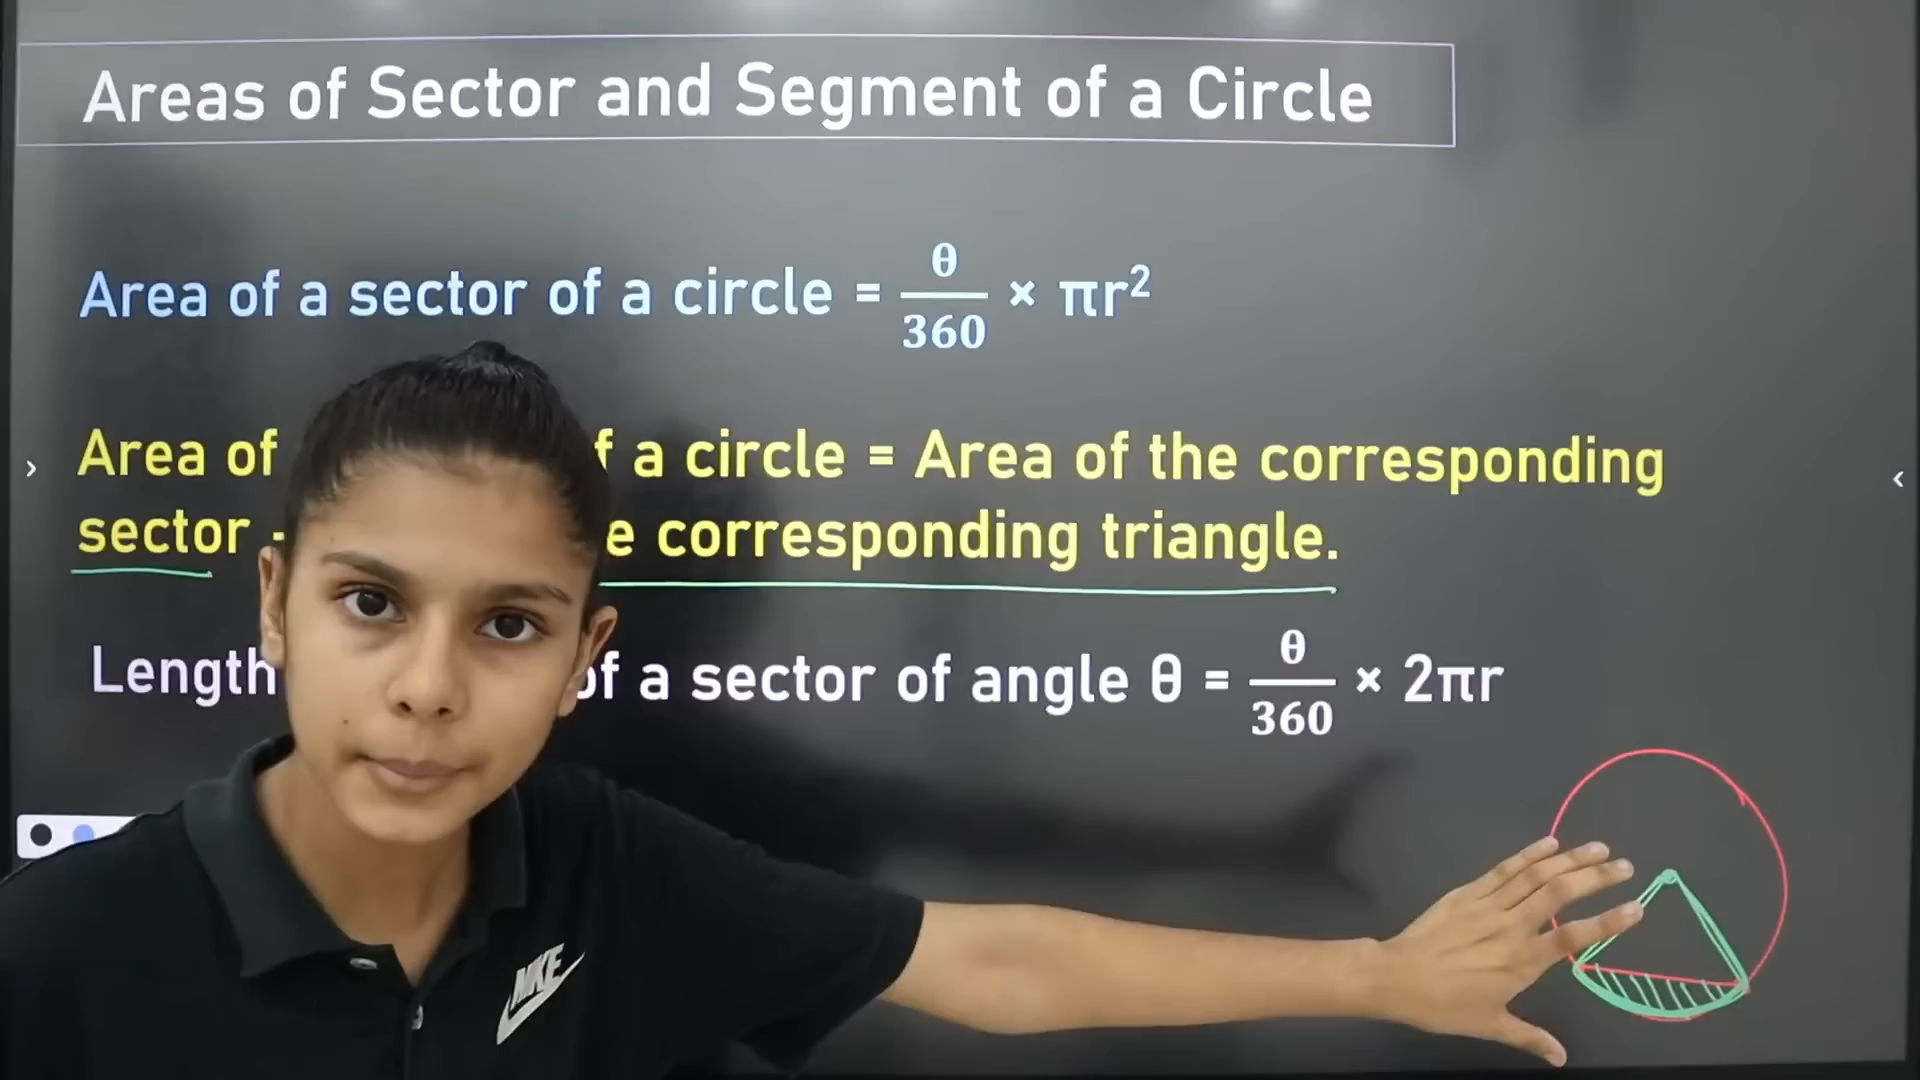 Areas of Sector and Segment of a Circle
Area of a sector of a circle = θ/360 × πr²
Area of f a circle = Area of the corresponding
sector - e corresponding triangle.
Length of a sector of angle θ = θ/360 × 2πr
NKE